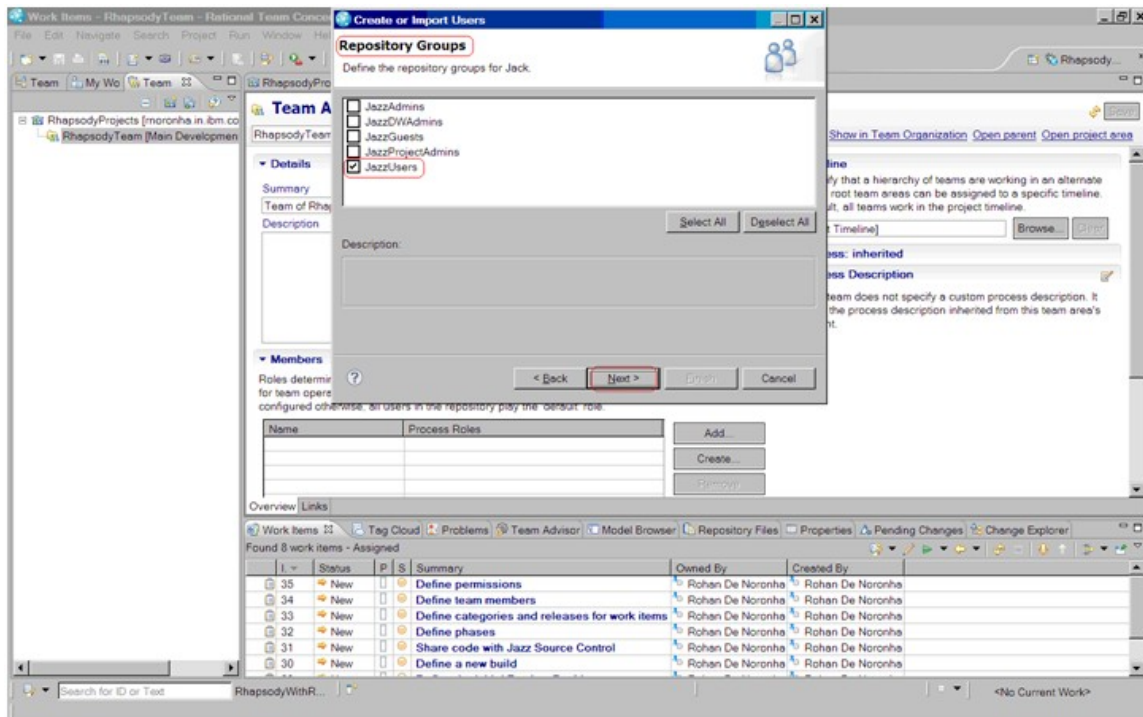 Work Items - RhapsodyTeam - Rational Team Conce
Create or Import Users
File Edit Navigate Search Project Run Window Hel
Repository Groups
Define the repository groups for Jack.
Rhapsody...
Team My Wo Team
RhapsodyPro
JazzAdmins
JazzDWAdmins
JazzGuests
JazzProjectAdmins
JazzUsers
RhapsodyProjects [rnoronha.in.ibm.co
RhapsodyTeam [Main Developmen
Team A
Save
RhapsodyTeam
Show in Team Organization Open parent Open project area
Details
Summary
Team of Rhap
Description
line
ify that a hierarchy of teams are working in an alternate
root team areas can be assigned to a specific timeline.
ult, all teams work in the project timeline.
Select All Deselect All
t Timeline] Browse... Clear
Description:
ess: inherited
ess Description
team does not specify a custom process description. It
the process description inherited from this team area's
nt.
Members
Roles determin
for team opera
configured otherwise, all users in the repository play the 'default' role.
< Back Next > Finish Cancel
Name Process Roles
Add...
Create...
Remove
Overview Links
Work Items Tag Cloud Problems Team Advisor Model Browser Repository Files Properties Pending Changes Change Explorer
Found 8 work items - Assigned
I.. Status P S Summary Owned By Created By
35 New Define permissions Rohan De Noronha Rohan De Noronha
34 New Define team members Rohan De Noronha Rohan De Noronha
33 New Define categories and releases for work items Rohan De Noronha Rohan De Noronha
32 New Define phases Rohan De Noronha Rohan De Noronha
31 New Share code with Jazz Source Control Rohan De Noronha Rohan De Noronha
30 New Define a new build Rohan De Noronha Rohan De Noronha
Search for ID or Text RhapsodyWithR... <No Current Work>